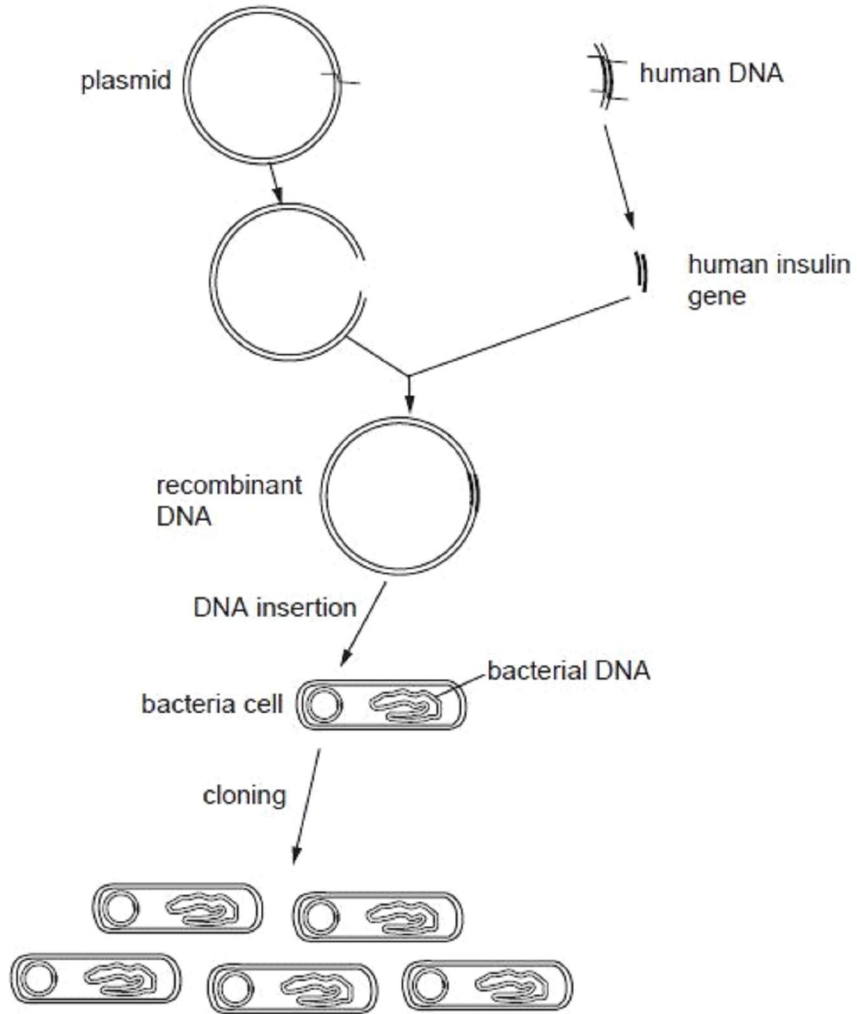 plasmid
human DNA
human insulin
gene
recombinant
DNA
DNA insertion
bacterial DNA
bacteria cell
cloning